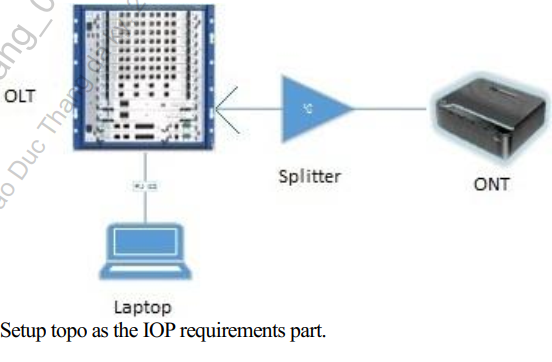 OLT
Splitter
ONT
Laptop
Setup topo as the IOP requirements part.